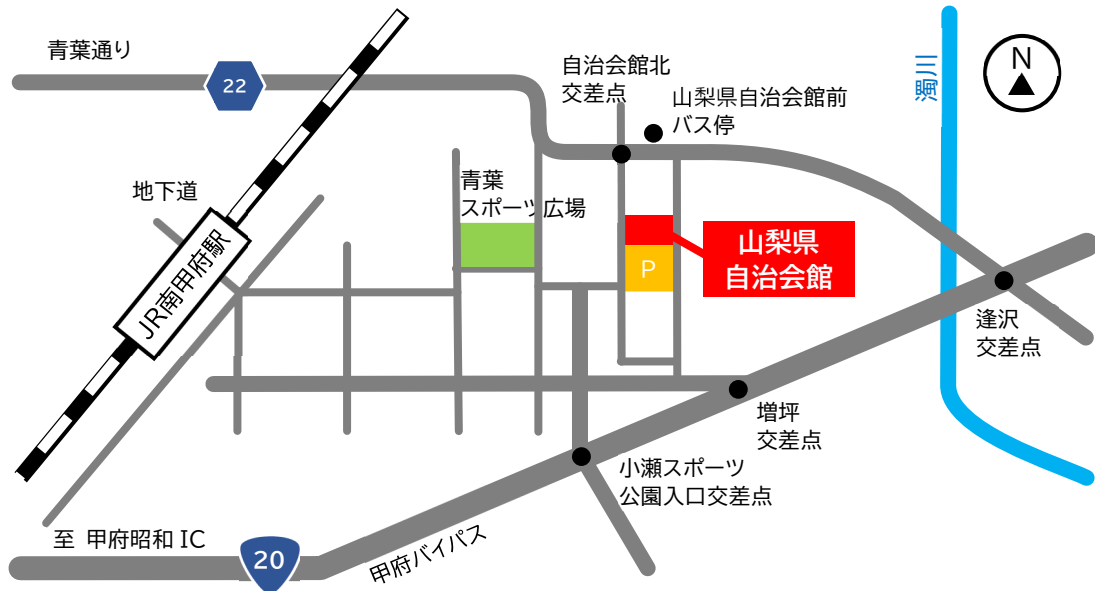 青葉通り
22
自治会館北
交差点
山梨県自治会館前
バス停
濁川
N
地下道
青葉
スポーツ広場
JR南甲府駅
P
山梨県
自治会館
逢沢
交差点
増坪
交差点
小瀬スポーツ
公園入口交差点
至 甲府昭和 IC
20
甲府バイパス